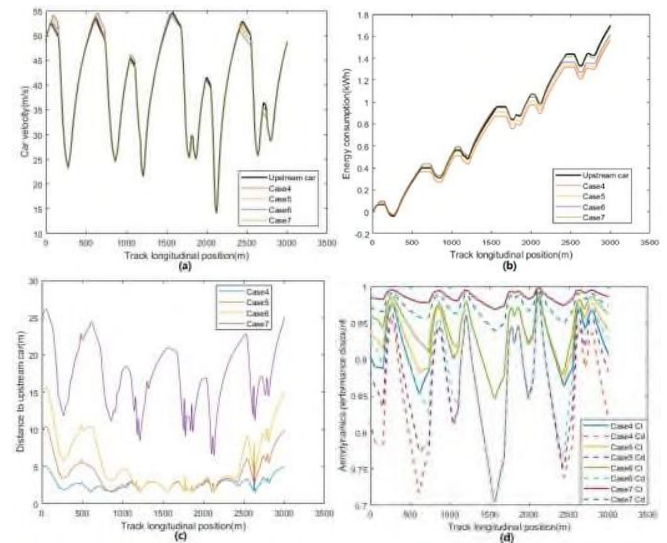 55
50
45
40
35
30
25
20
15
10
Car velocity(m/s)
Upstream car
Case4
Case5
Case6
Case7
0 500 1000 1500 2000 2500 3000 3500
Track longitudinal position(m)
(a)
1.8
1.6
1.4
1.2
1
0.8
0.6
0.4
0.2
0
-0.2
Energy consumption(kWh)
Upstream car
Case4
Case5
Case6
Case7
0 500 1000 1500 2000 2500 3000 3500
Track longitudinal position(m)
(b)
30
25
20
15
10
5
0
Distance to upstream car(m)
Case4
Case5
Case6
Case7
0 500 1000 1500 2000 2500 3000 3500
Track longitudinal position(m)
(c)
1
0.95
0.9
0.85
0.8
0.75
0.7
Aerodynamics performance discount
Case4 Cl
Case4 Cd
Case5 Cl
Case5 Cd
Case6 Cl
Case6 Cd
Case7 Cl
Case7 Cd
0 500 1000 1500 2000 2500 3000 3500
Track longitudinal position(m)
(d)